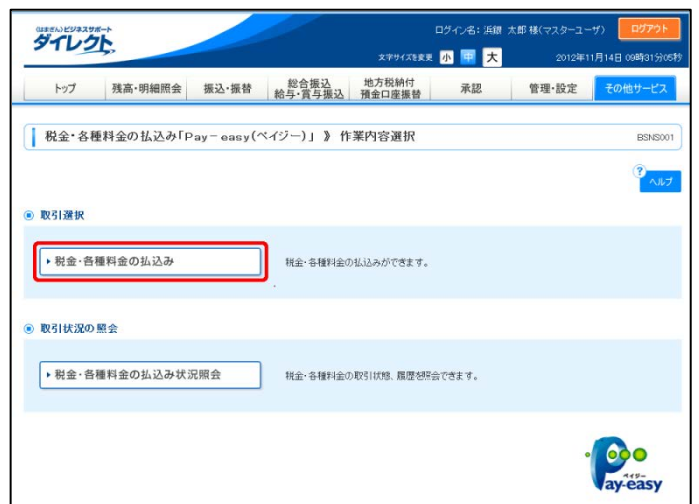 〈はまぎん〉ビジネスサポート
ダイレクト
ログイン名：浜銀 太郎 様(マスターユーザ)
ログアウト
文字サイズを変更 小 中 大
2012年11月14日 09時31分05秒
トップ
残高・明細照会
振込・振替
総合振込
給与・賞与振込
地方税納付
預金口座振替
承認
管理・設定
その他サービス
税金・各種料金の払込み「Pay－easy(ペイジー)」 》 作業内容選択
BSNS001
?
ヘルプ
取引選択
税金・各種料金の払込み
税金・各種料金の払込みができます。
取引状況の照会
税金・各種料金の払込み状況照会
税金・各種料金の取引状態、履歴を照会できます。
ペイジー
Pay-easy